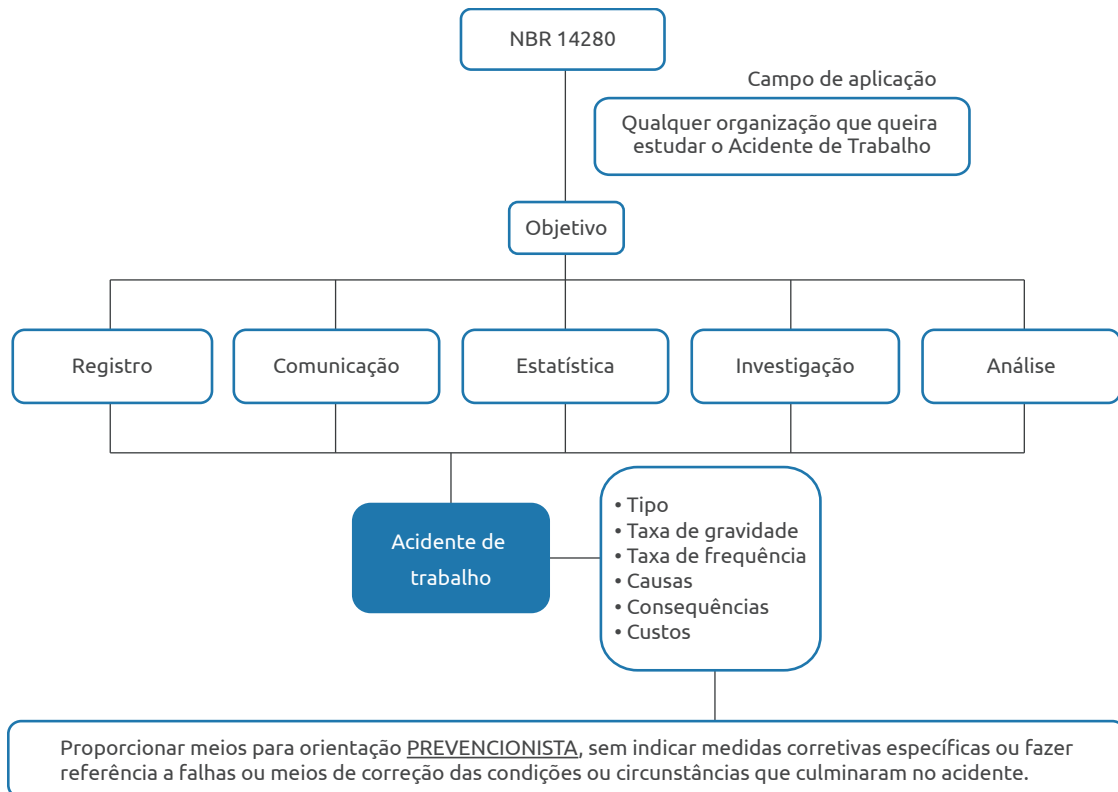 NBR 14280
Campo de aplicação
Qualquer organização que queira
estudar o Acidente de Trabalho
Objetivo
Registro
Comunicação
Estatística
Investigação
Análise
Acidente de
trabalho
• Tipo
• Taxa de gravidade
• Taxa de frequência
• Causas
• Consequências
• Custos
Proporcionar meios para orientação PREVENCIONISTA, sem indicar medidas corretivas específicas ou fazer
referência a falhas ou meios de correção das condições ou circunstâncias que culminaram no acidente.